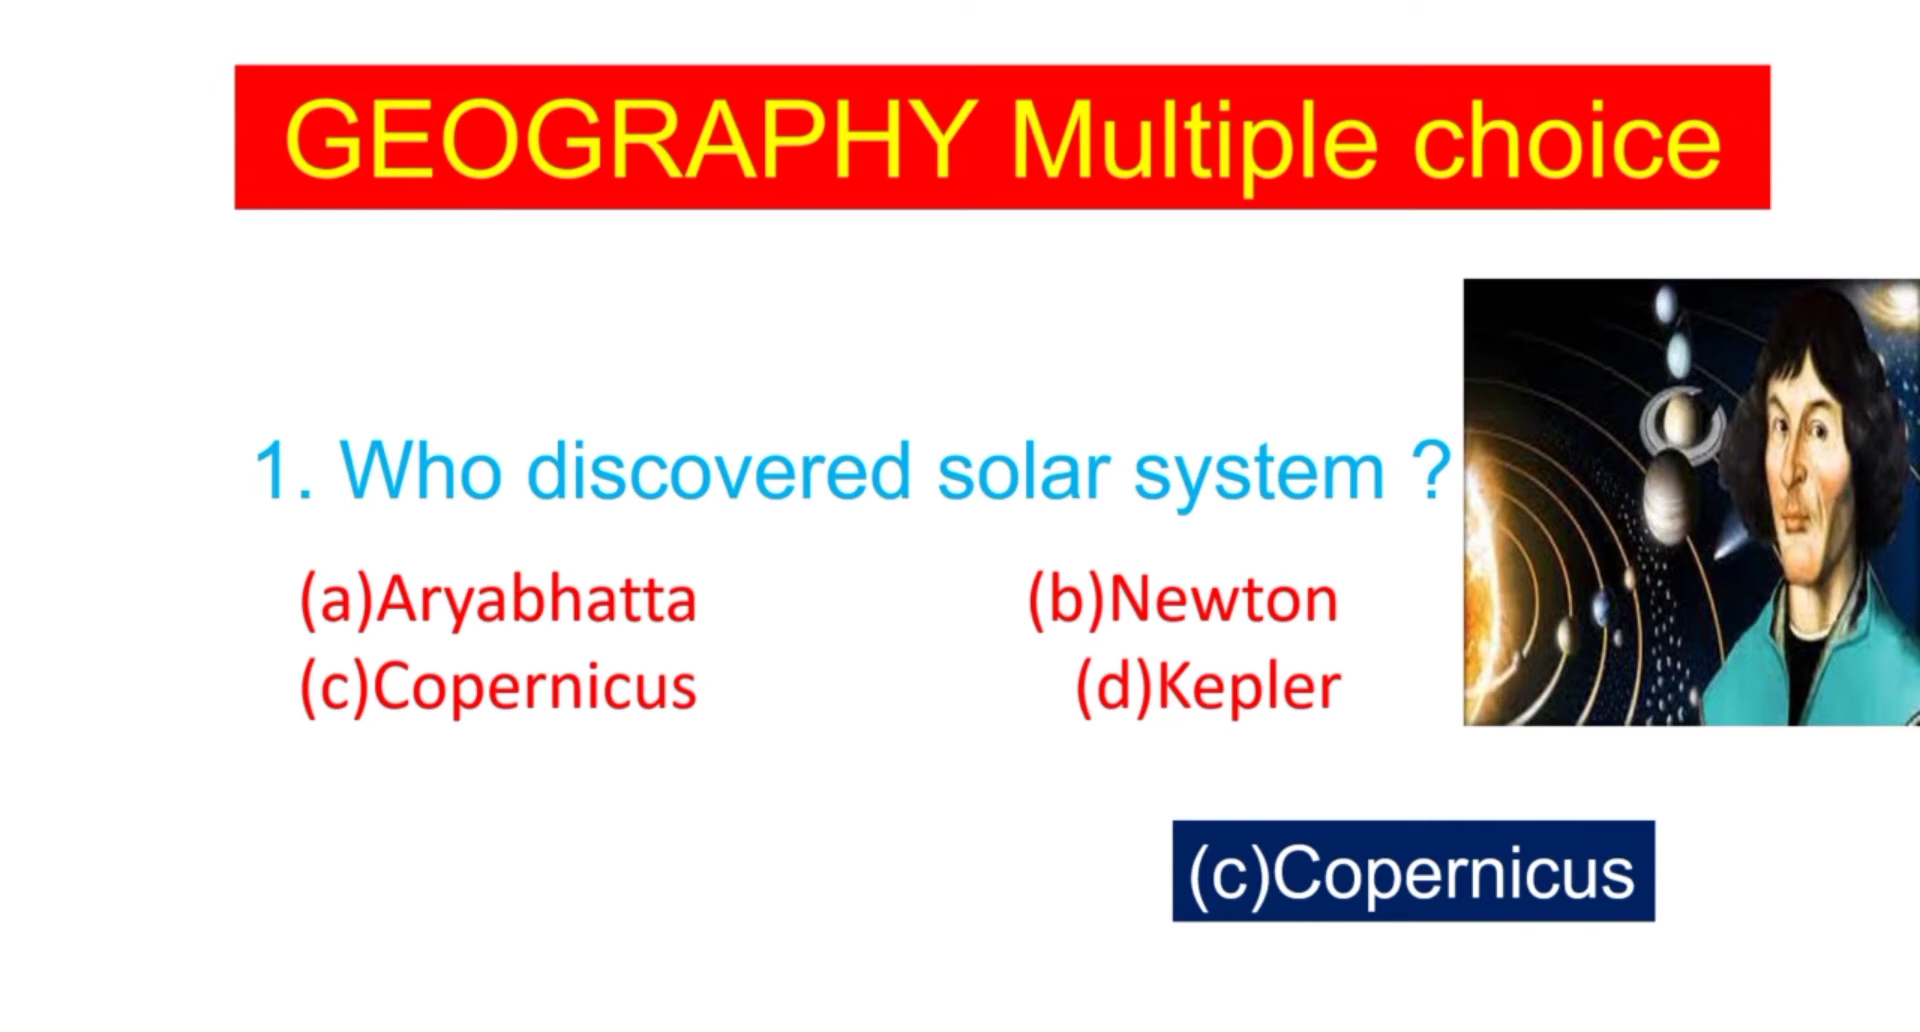 GEOGRAPHY Multiple choice
1. Who discovered solar system ?
(a)Aryabhatta (b)Newton
(c)Copernicus (d)Kepler
(c)Copernicus